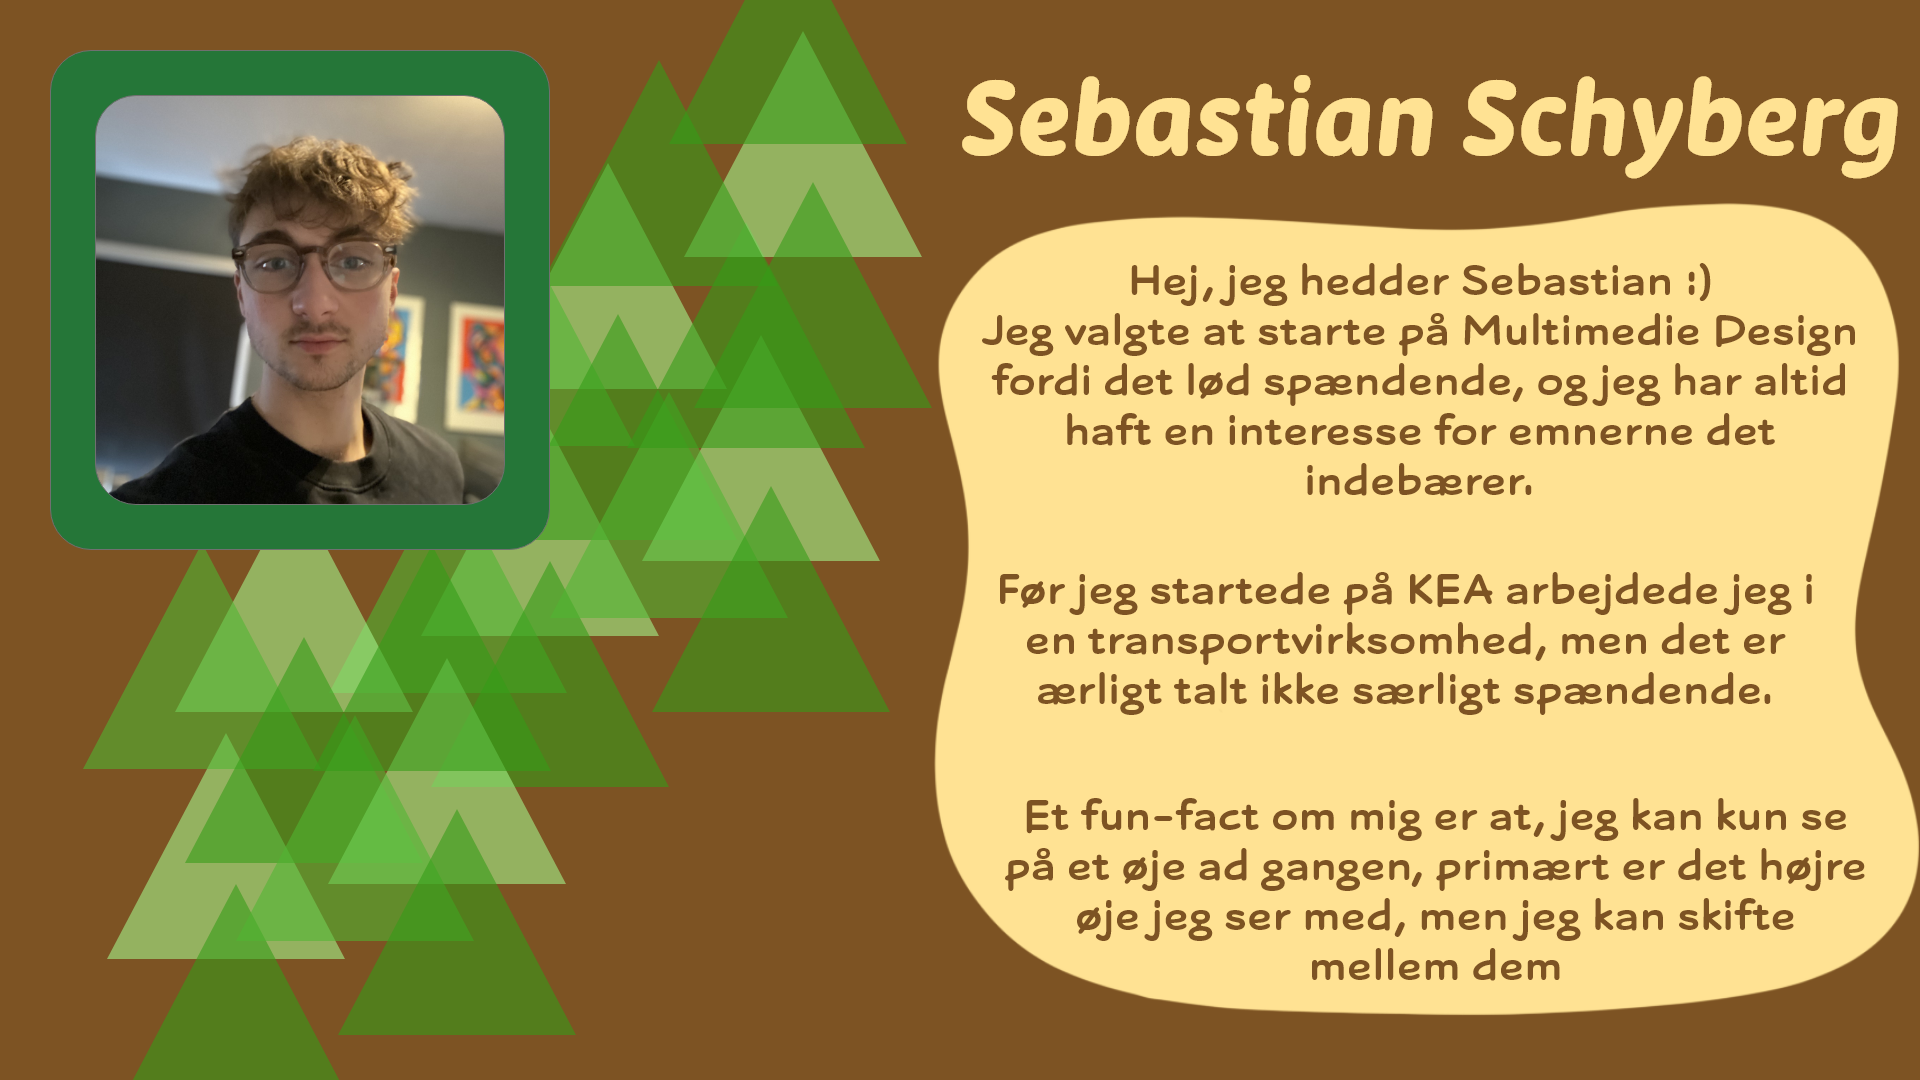 Sebastian Schyberg
Hej, jeg hedder Sebastian :)
Jeg valgte at starte på Multimedie Design
fordi det lød spændende, og jeg har altid
haft en interesse for emnerne det
indebærer.
Før jeg startede på KEA arbejdede jeg i
en transportvirksomhed, men det er
ærligt talt ikke særligt spændende.
Et fun-fact om mig er at, jeg kan kun se
på et øje ad gangen, primært er det højre
øje jeg ser med, men jeg kan skifte
mellem dem